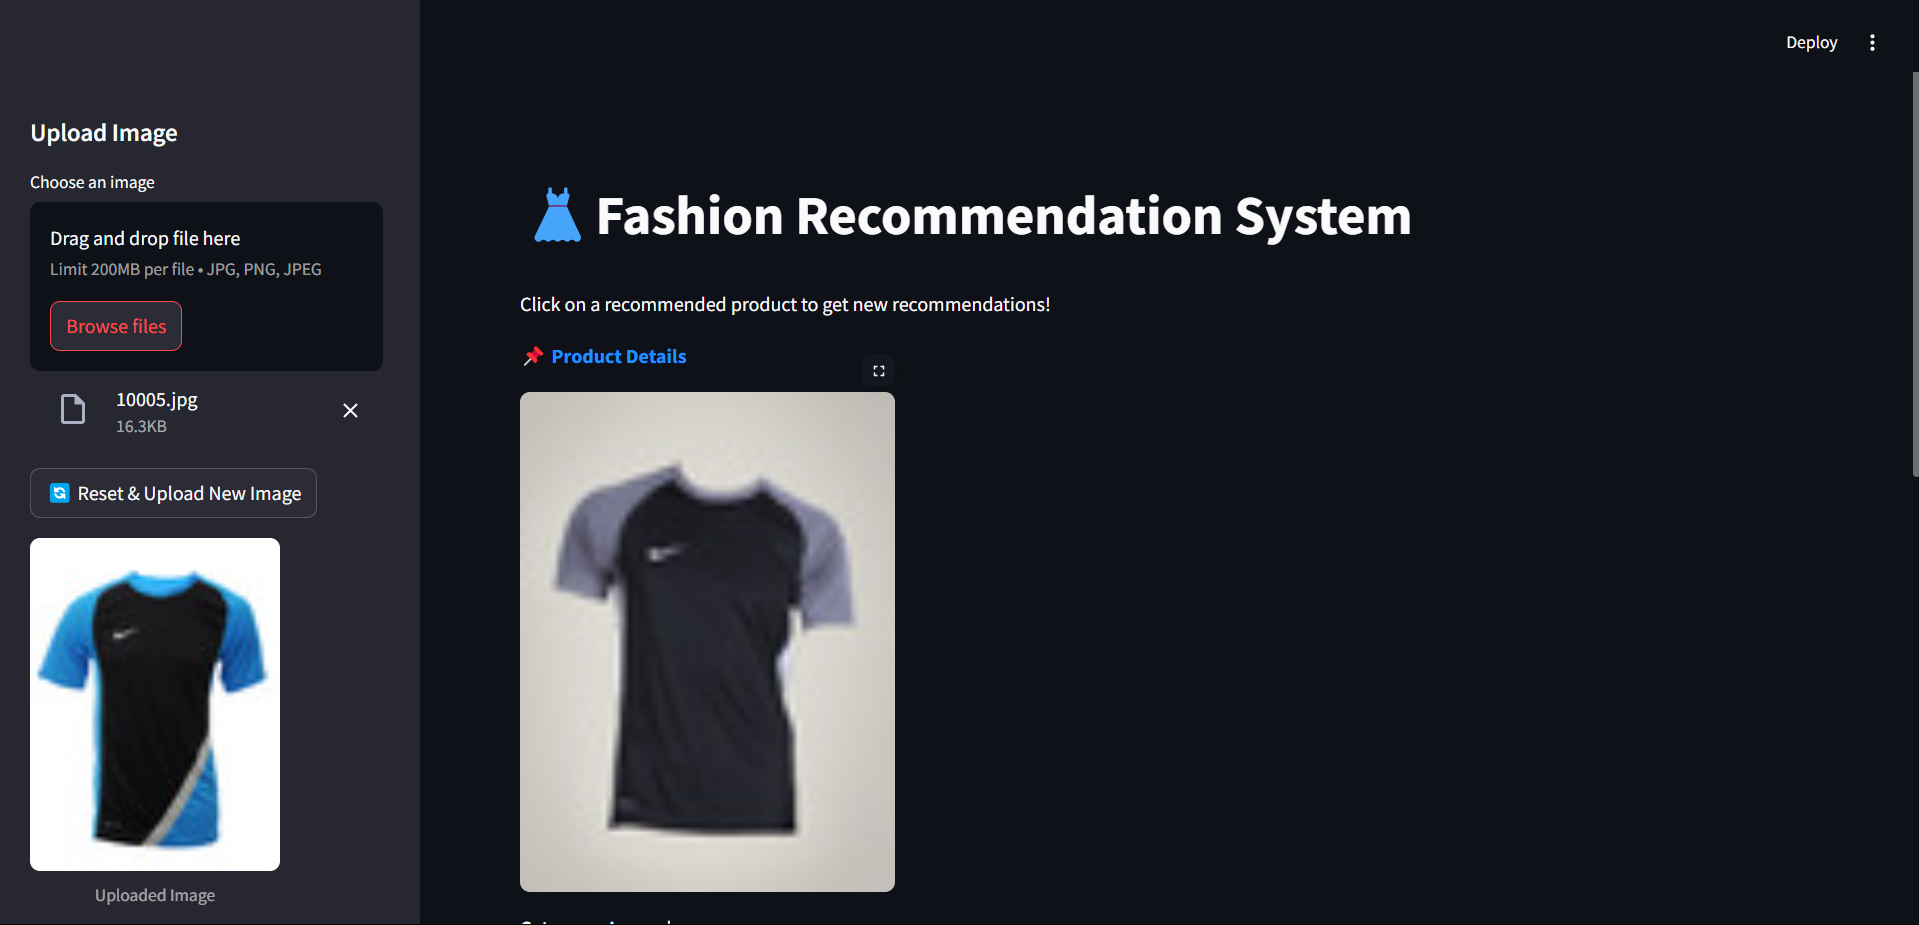 Deploy
Upload Image
Choose an image
Drag and drop file here
Limit 200MB per file • JPG, PNG, JPEG
Browse files
10005.jpg
16.3KB
Reset & Upload New Image
Uploaded Image
Fashion Recommendation System
Click on a recommended product to get new recommendations!
Product Details